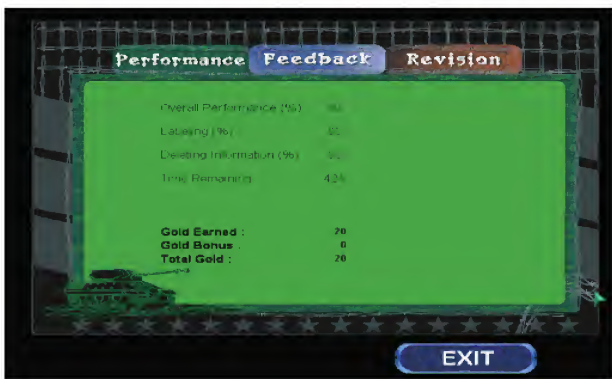 Performance Feedback Revision
Overall Performance (%)
Labeling (%)
Deleting Information (%)
Time Remaining
Gold Earned : 20
Gold Bonus : 0
Total Gold : 20
EXIT